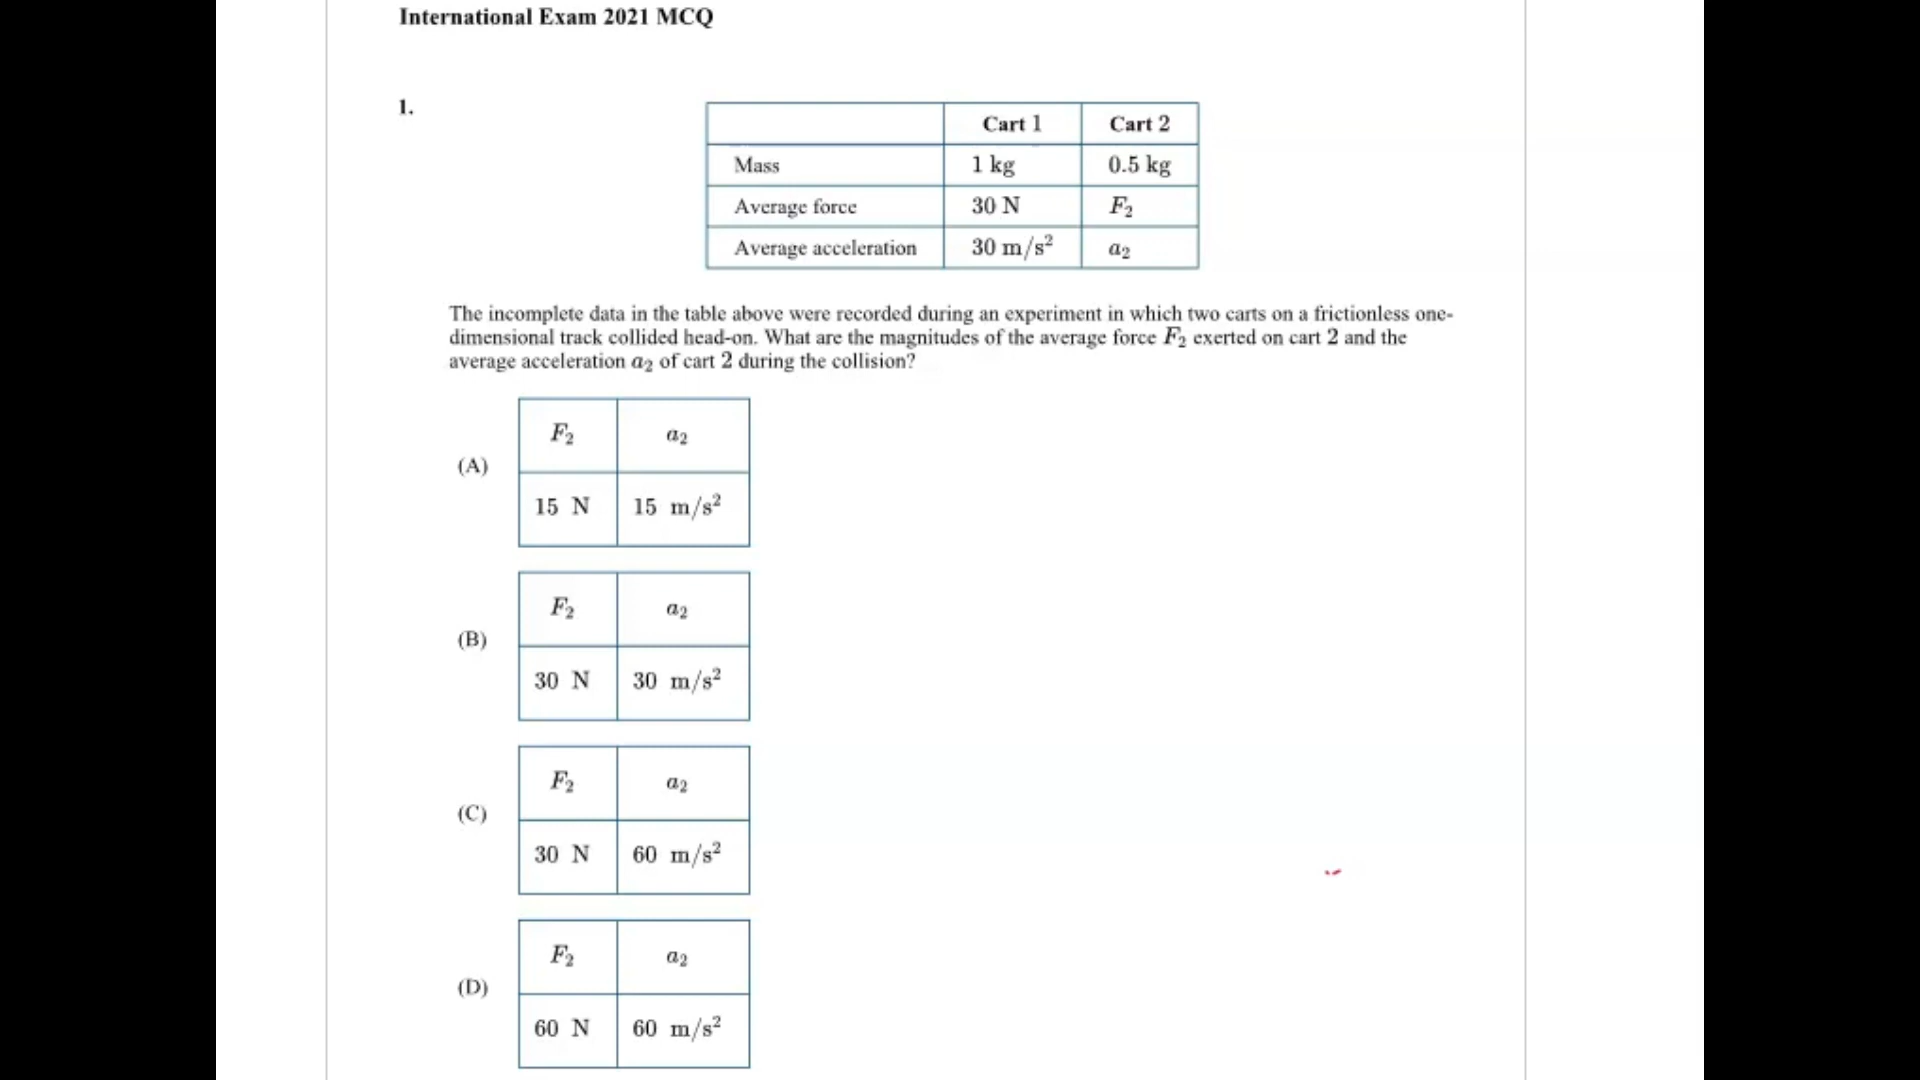 International Exam 2021 MCQ
1.
Cart 1 Cart 2
Mass 1 kg 0.5 kg
Average force 30 N F₂
Average acceleration 30 m/s² a₂
The incomplete data in the table above were recorded during an experiment in which two carts on a frictionless one-
dimensional track collided head-on. What are the magnitudes of the average force F₂ exerted on cart 2 and the
average acceleration a₂ of cart 2 during the collision?
(A)
F₂ a₂
15 N 15 m/s²
(B)
F₂ a₂
30 N 30 m/s²
(C)
F₂ a₂
30 N 60 m/s²
(D)
F₂ a₂
60 N 60 m/s²